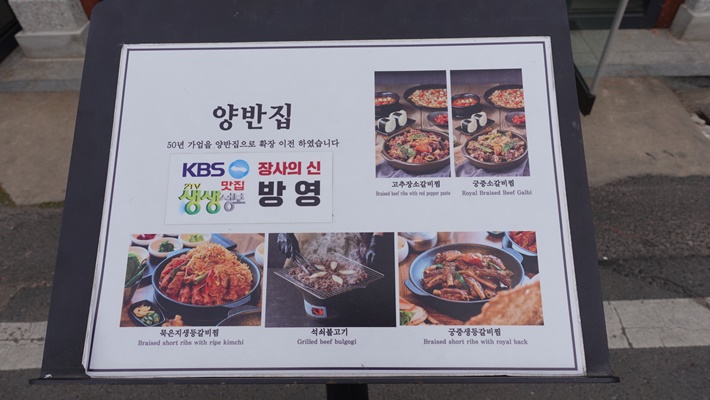 양반집
50년 가업을 양반집으로 확장 이전 하였습니다
KBS 장사의 신
2TV 생생정보 맛집 방영
고추장소갈비찜
Braised beef ribs with red pepper paste
궁중소갈비찜
Royal Braised Beef Galbi
묵은지생등갈비찜
Braised short ribs with ripe kimchi
석쇠불고기
Grilled beef bulgogi
궁중생등갈비찜
Braised short ribs with royal back